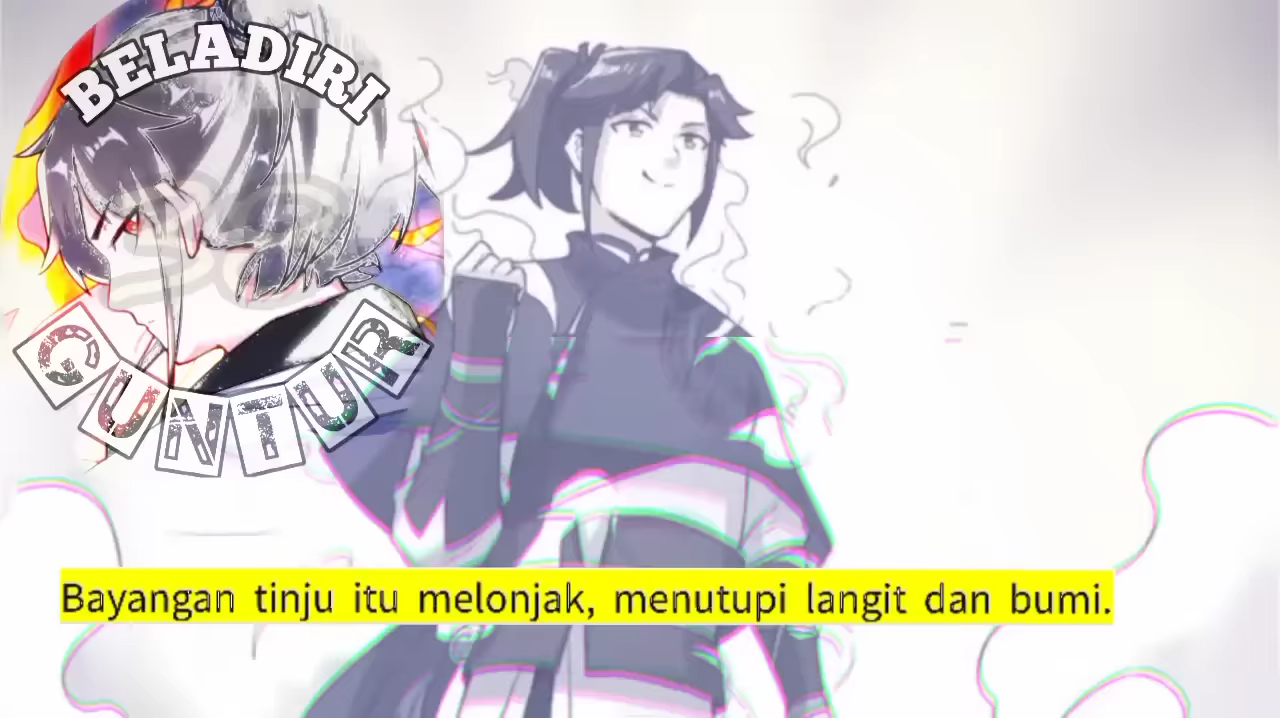 BELADIRI
GUNTUR
Bayangan tinju itu melonjak, menutupi langit dan bumi.